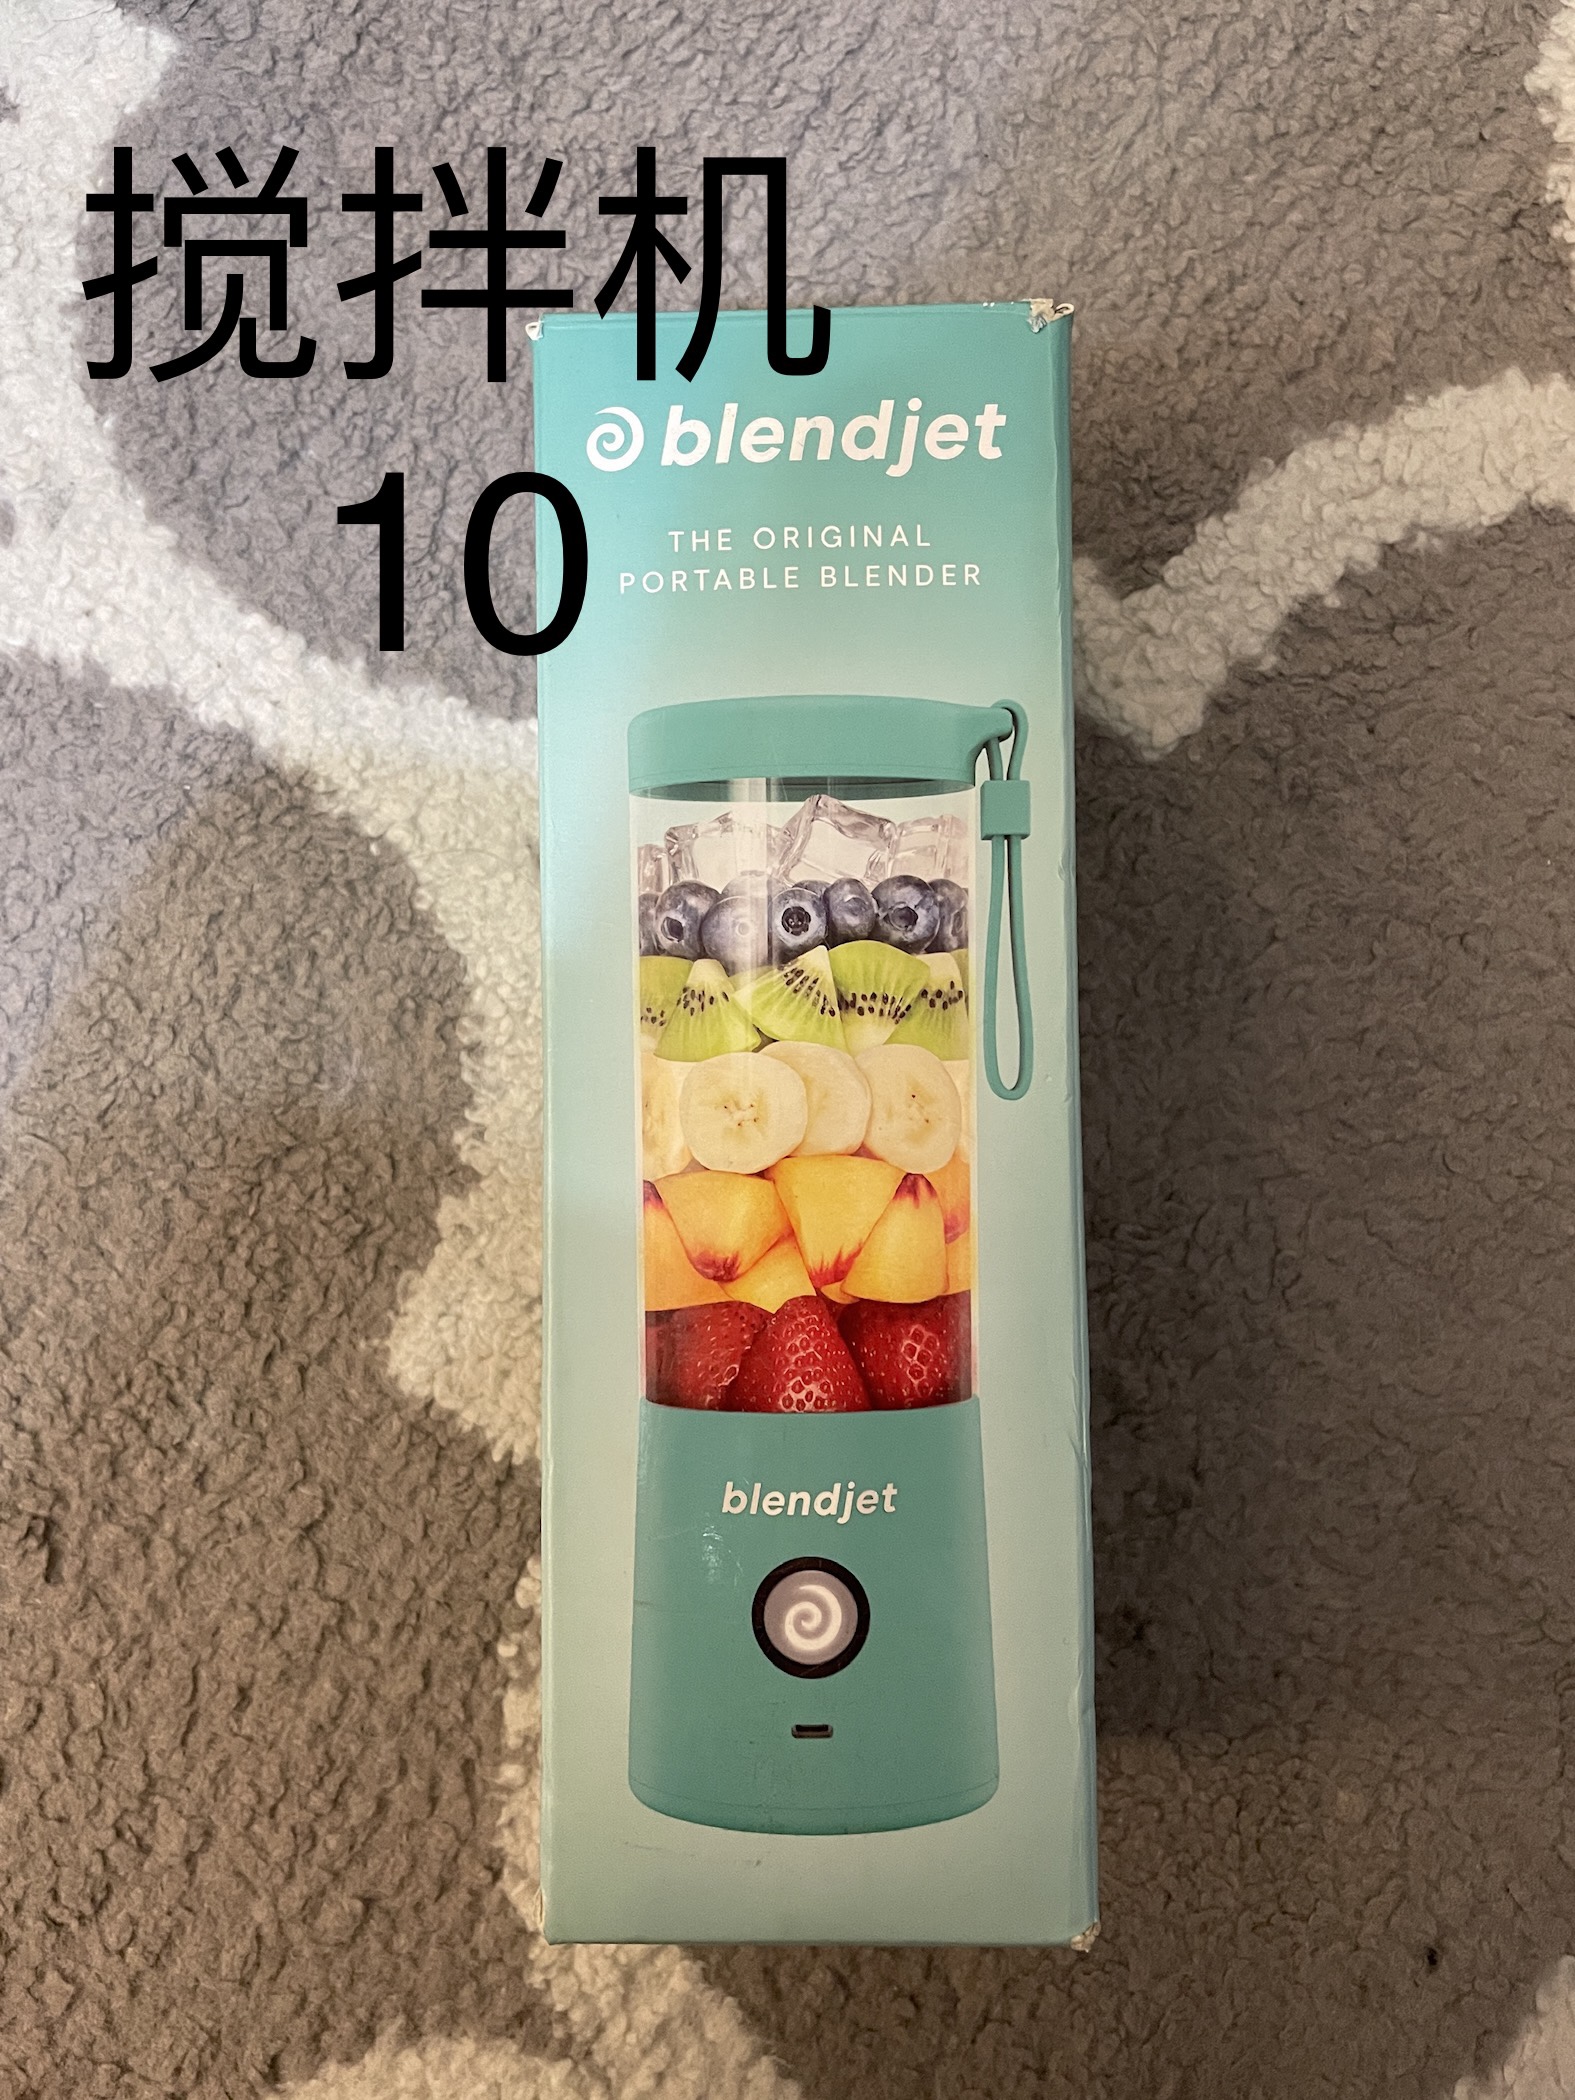 搅拌机
10
blendjet
THE ORIGINAL
PORTABLE BLENDER
blendjet